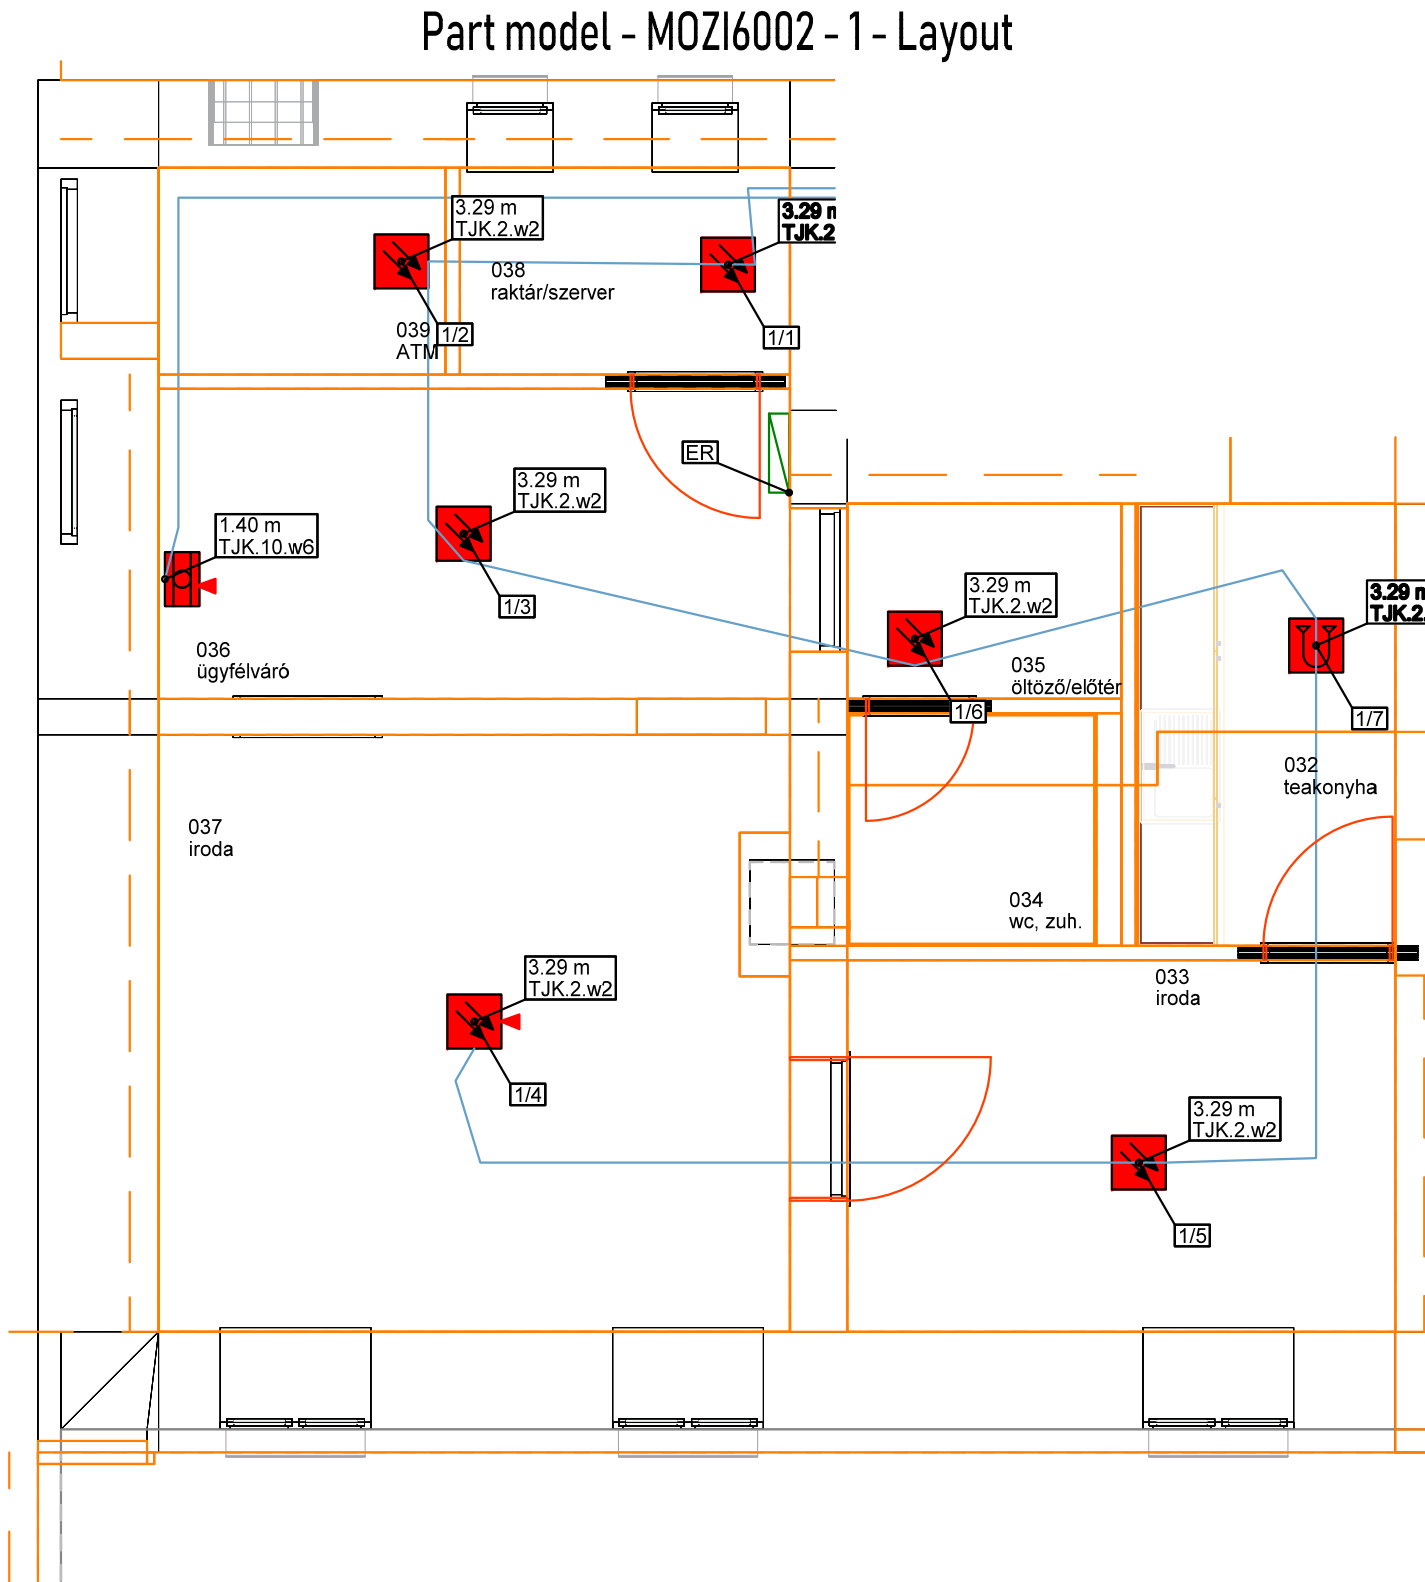 Part model - MOZI6002 - 1 - Layout
3.29 m
TJK.2.w2
3.29 m
TJK.2
038
raktár/szerver
039
ATM
1/2
1/1
ER
3.29 m
TJK.2.w2
1.40 m
TJK.10.w6
1/3
3.29 m
TJK.2.w2
3.29 m
TJK.2.
036
ügyfélváró
035
öltöző/előtér
1/6
1/7
032
teakonyha
037
iroda
034
wc, zuh.
3.29 m
TJK.2.w2
033
iroda
1/4
3.29 m
TJK.2.w2
1/5